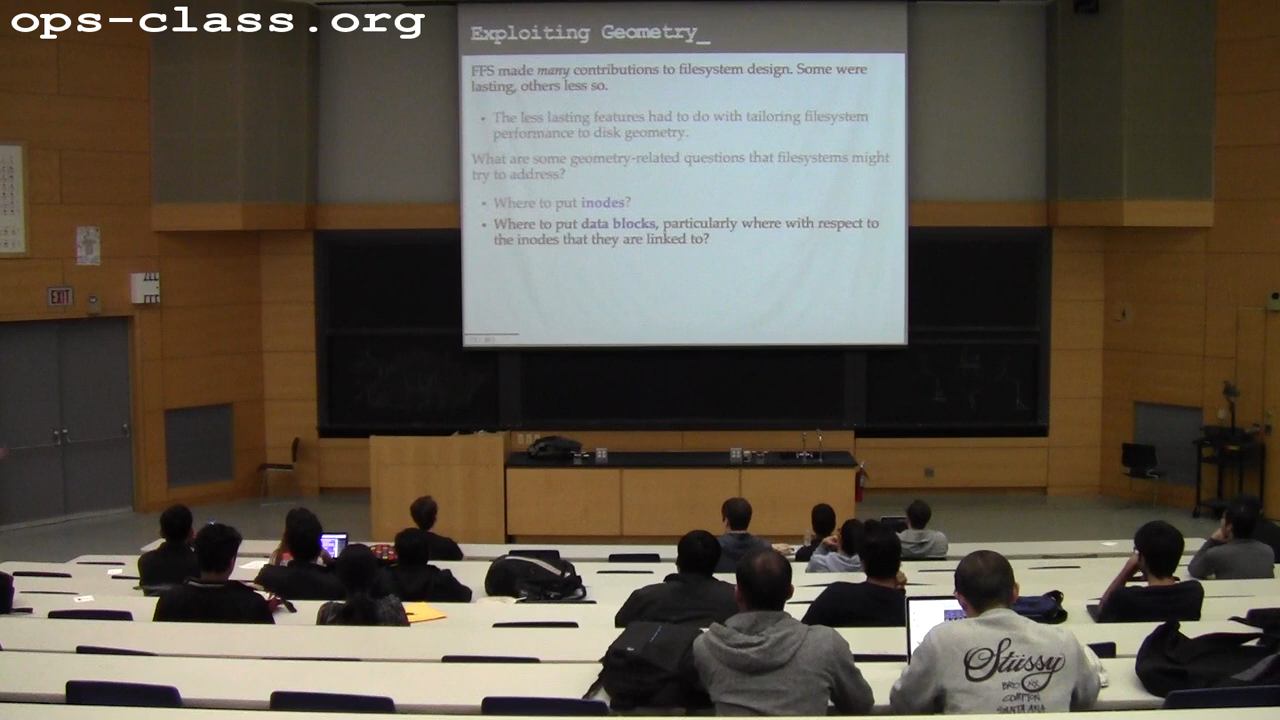 ops-class.org
Exploiting Geometry_
FFS made many contributions to filesystem design. Some were
lasting, others less so.
• The less lasting features had to do with tailoring filesystem
performance to disk geometry.
What are some geometry-related questions that filesystems might
try to address?
• Where to put inodes?
• Where to put data blocks, particularly where with respect to
the inodes that they are linked to?
EXIT
Stüssy
SANTA ANA